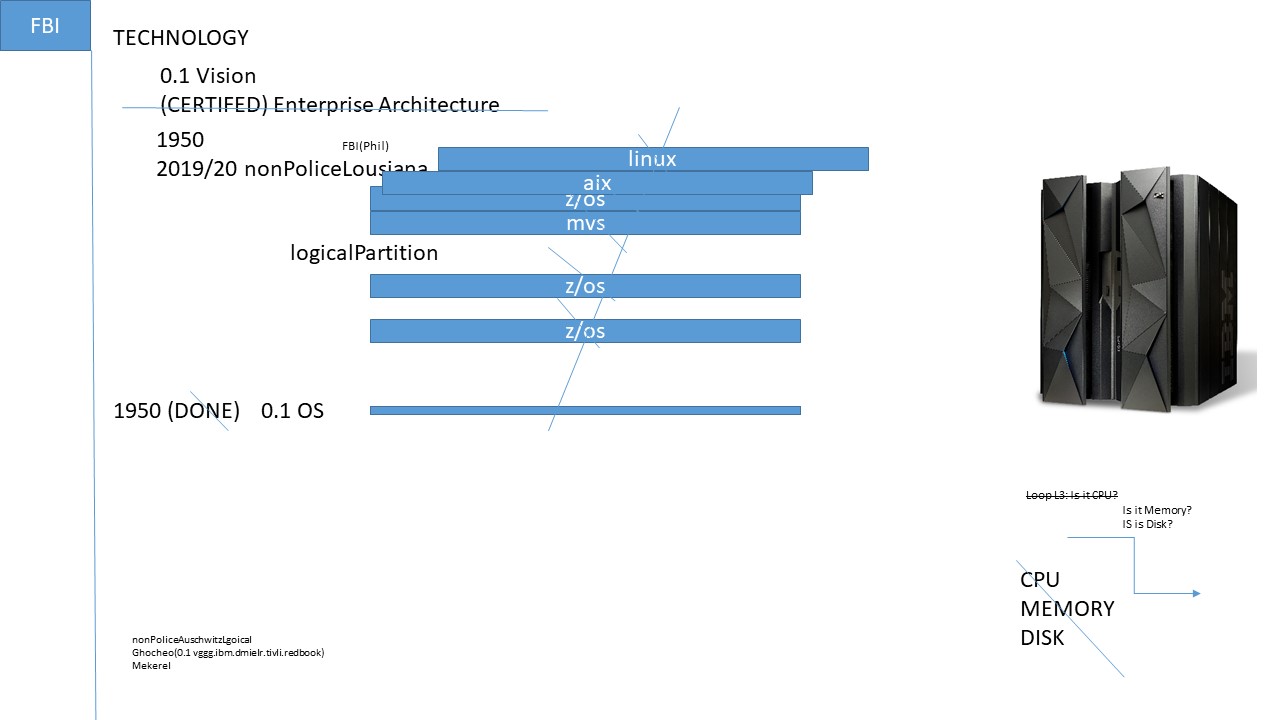 FBI
TECHNOLOGY
0.1 Vision
(CERTIFED) Enterprise Architecture
1950
FBI(Phil)
2019/20 nonPoliceLousiana
linux
aix
z/os
mvs
logicalPartition
z/os
z/os
1950 (DONE) 0.1 OS
IBM
Loop L3: Is it CPU?
Is it Memory?
IS is Disk?
CPU
MEMORY
DISK
nonPoliceAuschwitzLgoical
Ghocheo(0.1 vggg.ibm.dmielr.tivli.redbook)
Mekerel